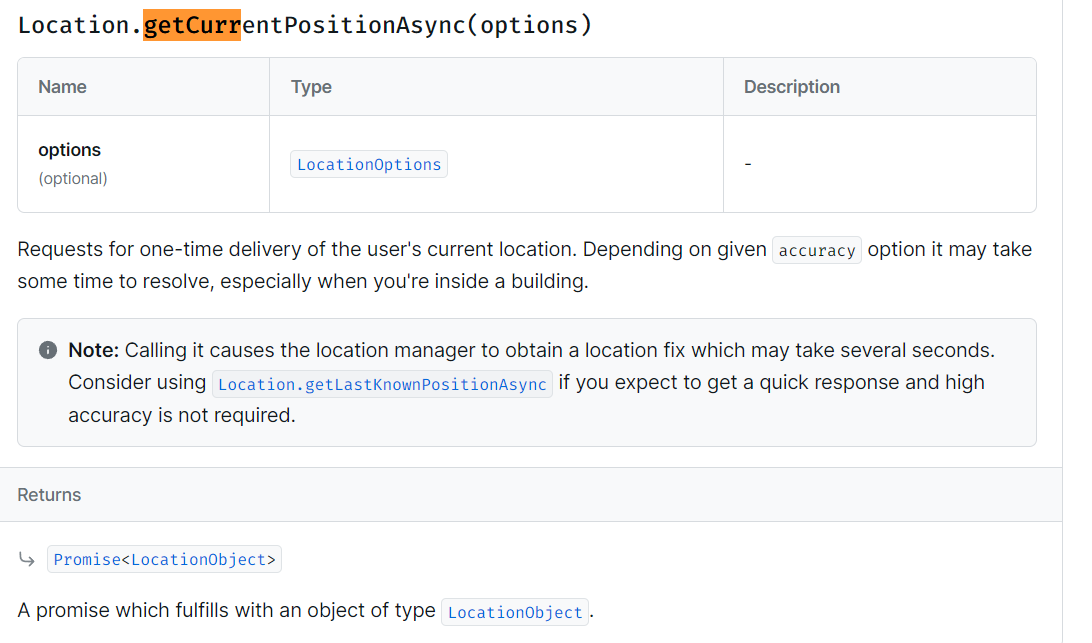 Location.getCurrentPositionAsync(options)
Name Type Description
options
(optional) LocationOptions -
Requests for one-time delivery of the user's current location. Depending on given accuracy option it may take
some time to resolve, especially when you're inside a building.
Note: Calling it causes the location manager to obtain a location fix which may take several seconds.
Consider using Location.getLastKnownPositionAsync if you expect to get a quick response and high
accuracy is not required.
Returns
Promise<LocationObject>
A promise which fulfills with an object of type LocationObject.